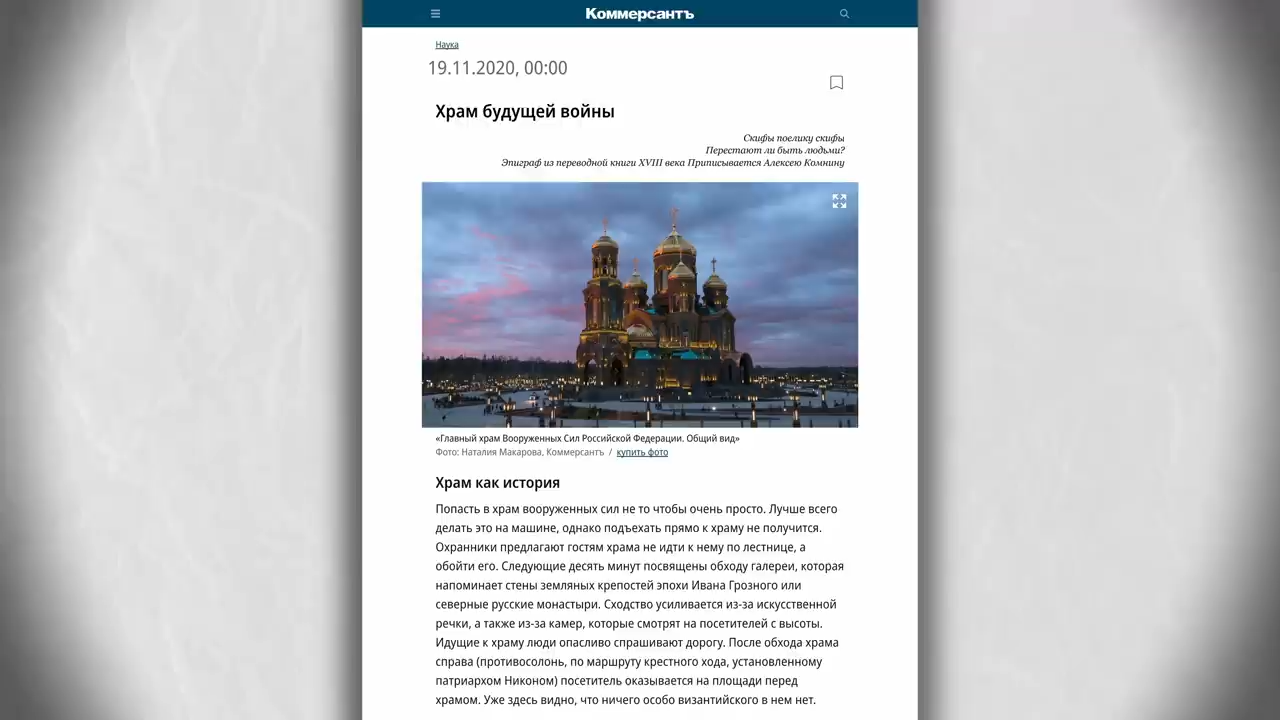 Коммерсантъ
Наука
19.11.2020, 00:00
Храм будущей войны
Скифы поелику скифы
Перестают ли быть людьми?
Эпиграф из переводной книги XVIII века Приписывается Алексею Комнину
«Главный храм Вооруженных Сил Российской Федерации. Общий вид»
Фото: Наталия Макарова, Коммерсантъ / купить фото
Храм как история
Попасть в храм вооруженных сил не то чтобы очень просто. Лучше всего
делать это на машине, однако подъехать прямо к храму не получится.
Охранники предлагают гостям храма не идти к нему по лестнице, а
обойти его. Следующие десять минут посвящены обходу галереи, которая
напоминает стены земляных крепостей эпохи Ивана Грозного или
северные русские монастыри. Сходство усиливается из-за искусственной
речки, а также из-за камер, которые смотрят на посетителей с высоты.
Идущие к храму люди опасливо спрашивают дорогу. После обхода храма
справа (противосолонь, по маршруту крестного хода, установленному
патриархом Никоном) посетитель оказывается на площади перед
храмом. Уже здесь видно, что ничего особо византийского в нем нет.